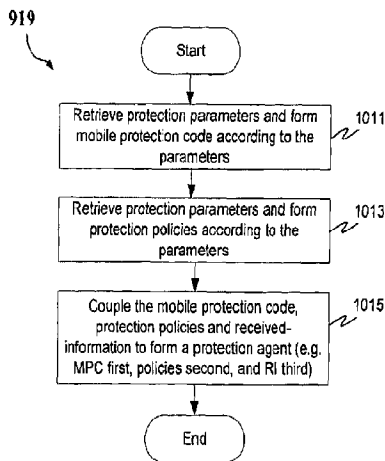 919
Start
Retrieve protection parameters and form
mobile protection code according to the
parameters
1011
Retrieve protection parameters and form
protection policies according to the
parameters
1013
Couple the mobile protection code,
protection policies and received-
information to form a protection agent (e.g.
MPC first, policies second, and RI third)
1015
End